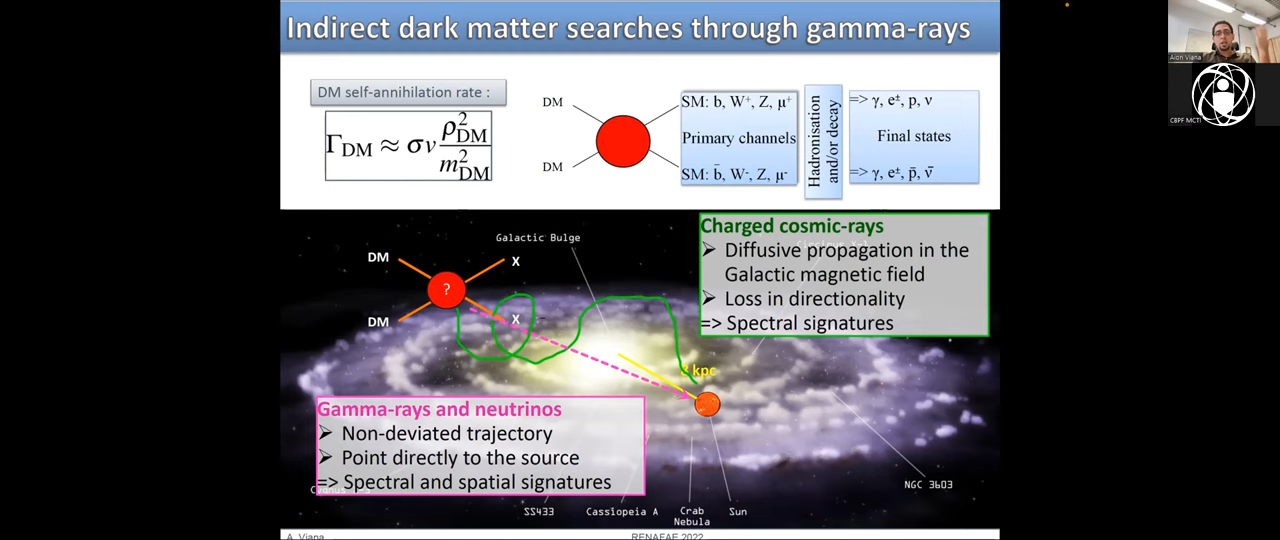 Indirect dark matter searches through gamma-rays
DM self-annihilation rate :
Γ_DM ≈ σv ρ²_DM / m²_DM
DM
DM
SM: b, W⁺, Z, μ⁺
Primary channels
SM: b̄, W⁻, Z, μ⁻
Hadronisation
and/or decay
=> γ, e±, p, ν
Final states
=> γ, e±, p̄, ν̄
Aion Viana
CBPF MCTI
Galactic Bulge
DM
X
?
DM
X
Charged cosmic-rays
➢ Diffusive propagation in the
Galactic magnetic field
➢ Loss in directionality
=> Spectral signatures
kpc
Gamma-rays and neutrinos
➢ Non-deviated trajectory
➢ Point directly to the source
=> Spectral and spatial signatures
SS433
Cassiopeia A
Crab
Nebula
Sun
NGC 3603
A. Viana
RENAFAE 2022